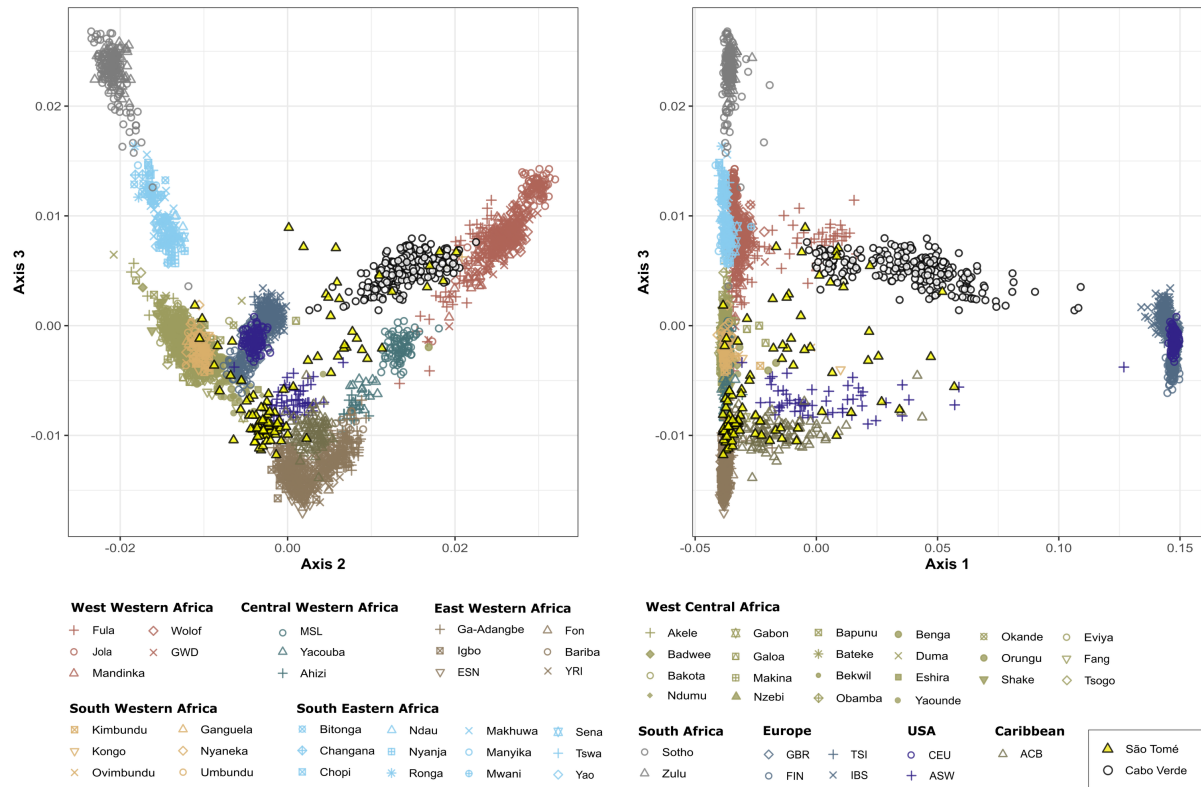 0.02
0.01
0.00
-0.01
Axis 3
-0.02
0.00
0.02
Axis 2
0.02
0.01
0.00
-0.01
Axis 3
-0.05
0.00
0.05
0.10
0.15
Axis 1
West Western Africa
Fula
Wolof
Jola
GWD
Mandinka
Central Western Africa
MSL
Yacouba
Ahizi
East Western Africa
Ga-Adangbe
Fon
Igbo
Bariba
ESN
YRI
West Central Africa
Akele
Gabon
Bapunu
Benga
Okande
Eviya
Badwee
Galoa
Bateke
Duma
Orungu
Fang
Bakota
Makina
Bekwil
Eshira
Shake
Tsogo
Ndumu
Nzebi
Obamba
Yaounde
South Western Africa
Kimbundu
Ganguela
Kongo
Nyaneka
Ovimbundu
Umbundu
South Eastern Africa
Bitonga
Ndau
Makhuwa
Sena
Changana
Nyanja
Manyika
Tswa
Chopi
Ronga
Mwani
Yao
South Africa
Sotho
Zulu
Europe
GBR
TSI
FIN
IBS
USA
CEU
ASW
Caribbean
ACB
São Tomé
Cabo Verde